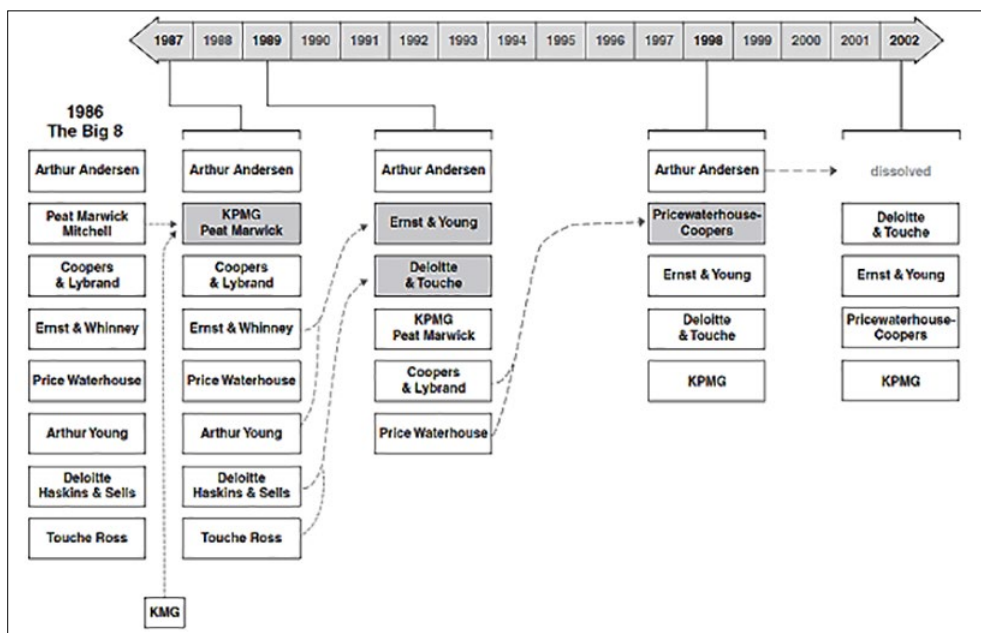 1987 1988 1989 1990 1991 1992 1993 1994 1995 1996 1997 1998 1999 2000 2001 2002
1986
The Big 8
Arthur Andersen
Peat Marwick
Mitchell
Coopers
& Lybrand
Ernst & Whinney
Price Waterhouse
Arthur Young
Deloitte
Haskins & Sells
Touche Ross
KMG
Arthur Andersen
KPMG
Peat Marwick
Coopers
& Lybrand
Ernst & Whinney
Price Waterhouse
Arthur Young
Deloitte
Haskins & Sells
Touche Ross
Arthur Andersen
Ernst & Young
Deloitte
& Touche
KPMG
Peat Marwick
Coopers
& Lybrand
Price Waterhouse
Arthur Andersen
Pricewaterhouse-
Coopers
Ernst & Young
Deloitte
& Touche
KPMG
dissolved
Deloitte
& Touche
Ernst & Young
Pricewaterhouse-
Coopers
KPMG